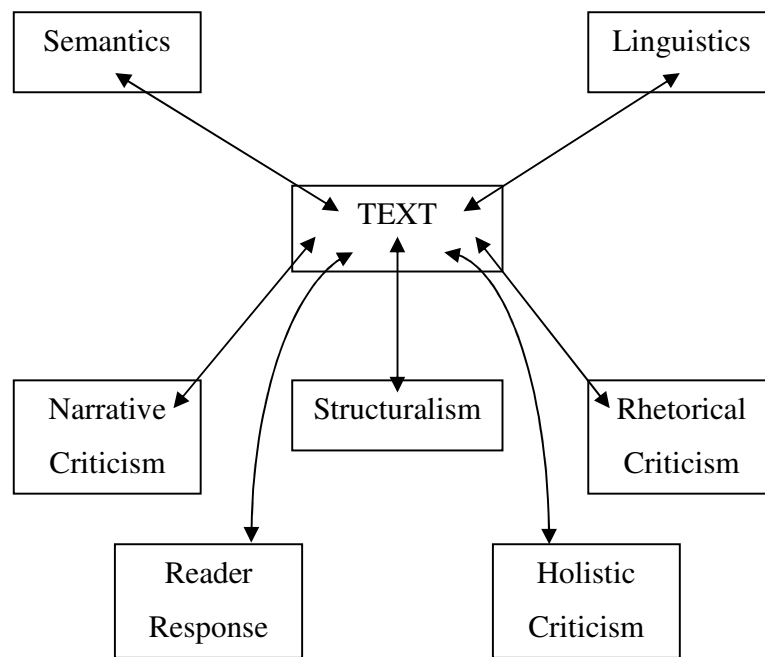 Semantics
Linguistics
TEXT
Narrative
Criticism
Structuralism
Rhetorical
Criticism
Reader
Response
Holistic
Criticism